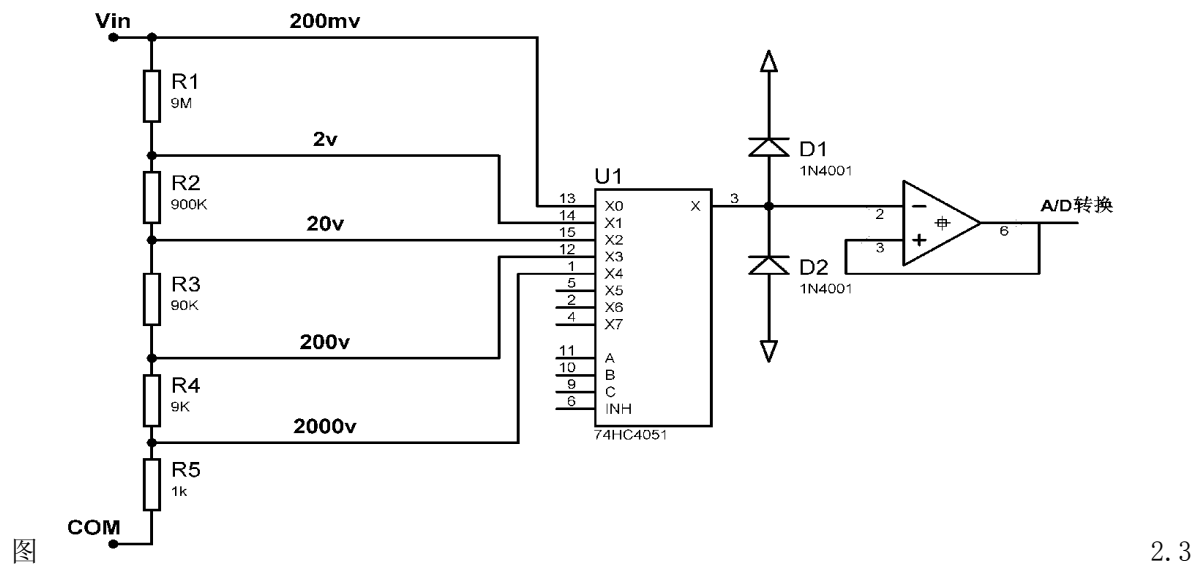 Vin
200mv
R1
9M
2v
R2
900K
20v
R3
90K
200v
R4
9K
2000v
R5
1k
COM
U1
13 X0
14 X1
15 X2
12 X3
1 X4
5 X5
2 X6
4 X7
11 A
10 B
9 C
6 INH
X 3
74HC4051
D1
1N4001
D2
1N4001
2
3
6
A/D转换
图 2.3